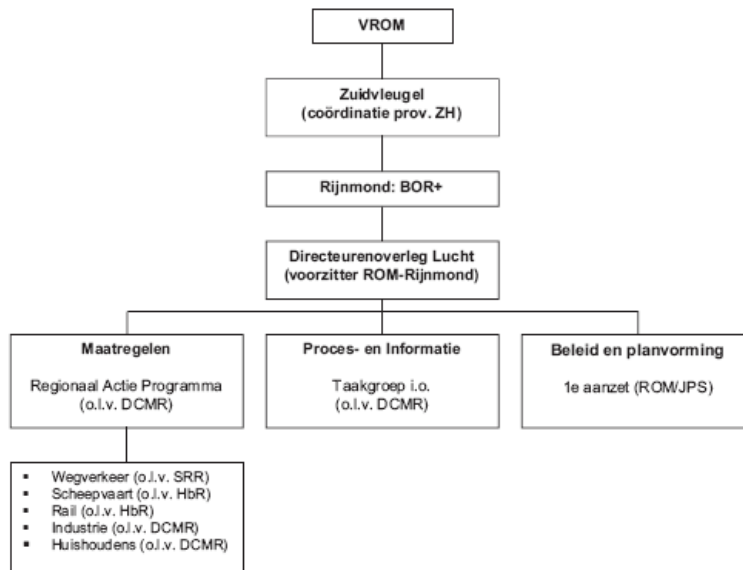 VROM
Zuidvleugel
(coördinatie prov. ZH)
Rijnmond: BOR+
Directeurenoverleg Lucht
(voorzitter ROM-Rijnmond)
Maatregelen
Regionaal Actie Programma
(o.l.v. DCMR)
Proces- en Informatie
Taakgroep i.o.
(o.l.v. DCMR)
Beleid en planvorming
1e aanzet (ROM/JPS)
▪ Wegverkeer (o.l.v. SRR)
▪ Scheepvaart (o.l.v. HbR)
▪ Rail (o.l.v. HbR)
▪ Industrie (o.l.v. DCMR)
▪ Huishoudens (o.l.v. DCMR)